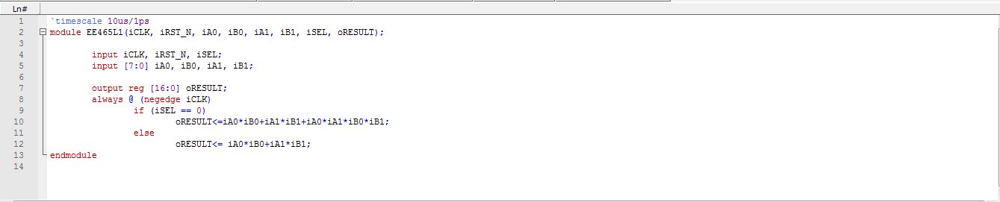 Ln#
1 `timescale 10us/1ps
2 module EE465L1(iCLK, iRST_N, iA0, iB0, iA1, iB1, iSEL, oRESULT);
3
4 input iCLK, iRST_N, iSEL;
5 input [7:0] iA0, iB0, iA1, iB1;
6
7 output reg [16:0] oRESULT;
8 always @ (negedge iCLK)
9 if (iSEL == 0)
10 oRESULT<=iA0*iB0+iA1*iB1+iA0*iA1*iB0*iB1;
11 else
12 oRESULT<= iA0*iB0+iA1*iB1;
13 endmodule
14